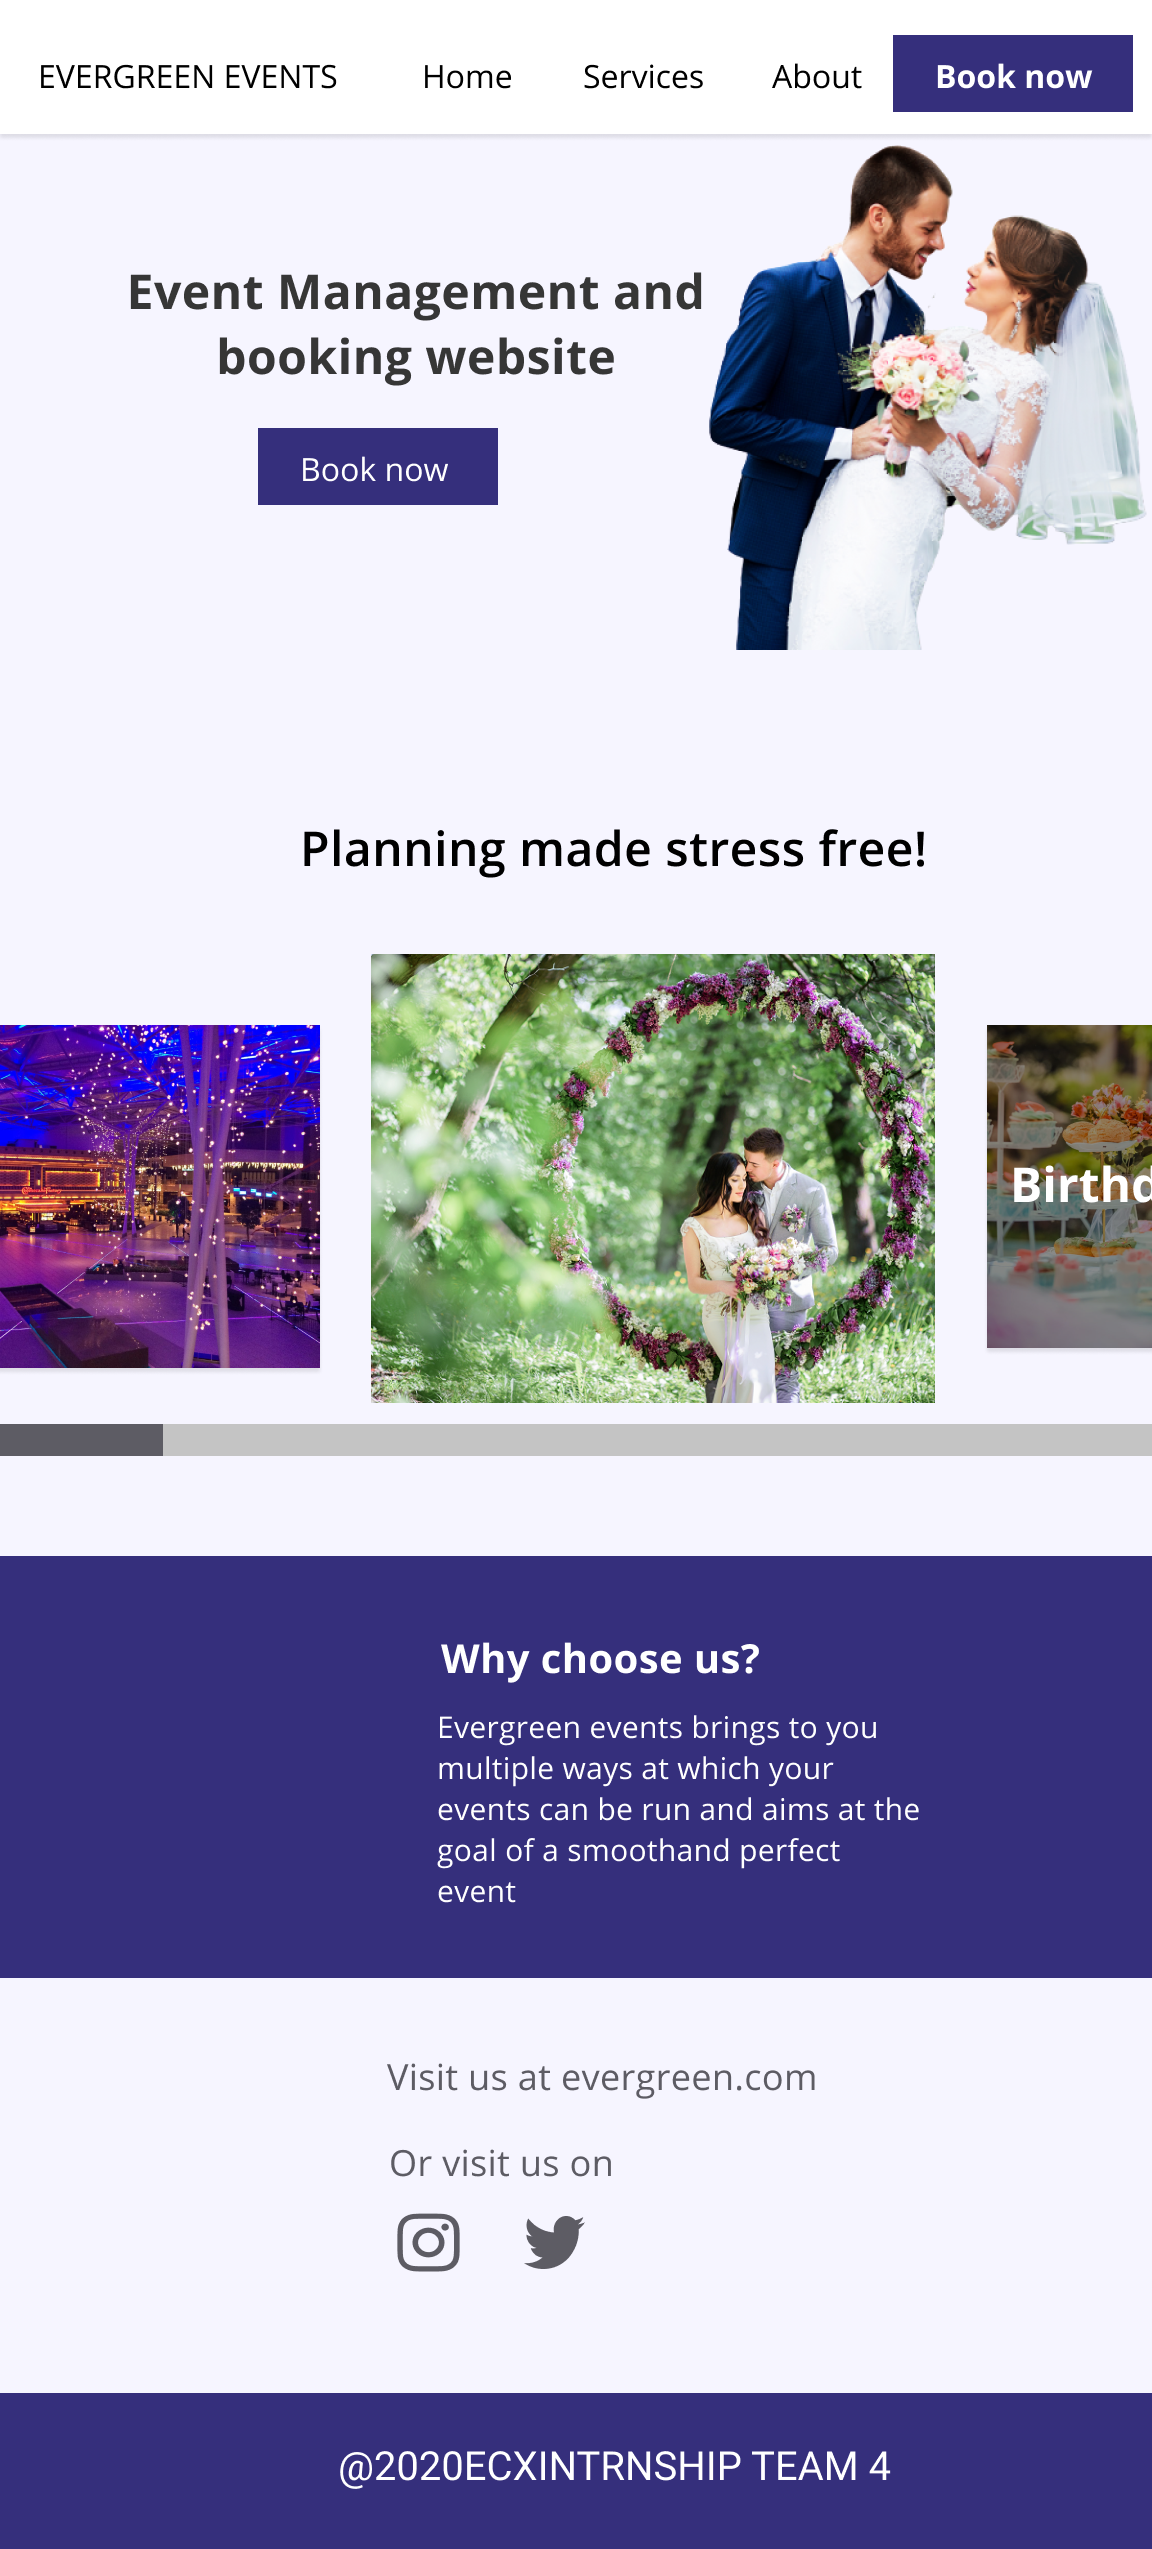 EVERGREEN EVENTS Home Services About Book now
Event Management and
booking website
Book now
Planning made stress free!
Birthd
Why choose us?
Evergreen events brings to you
multiple ways at which your
events can be run and aims at the
goal of a smoothand perfect
event
Visit us at evergreen.com
Or visit us on
@2020ECXINTRNSHIP TEAM 4